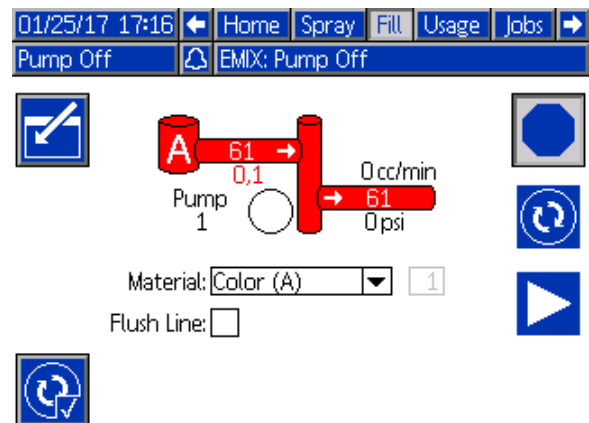 01/25/17 17:16 Home Spray Fill Usage Jobs
Pump Off EMIX: Pump Off
A 61
0,1
0 cc/min
Pump
1
61
0 psi
Material: Color (A) 1
Flush Line: